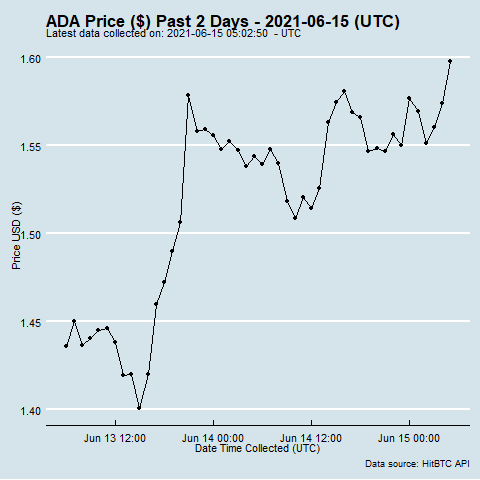 ADA Price ($) Past 2 Days - 2021-06-15 (UTC)
Latest data collected on: 2021-06-15 05:02:50  - UTC
1.60
1.55
1.50
1.45
1.40
Price USD ($)
Jun 13 12:00 Jun 14 00:00 Jun 14 12:00 Jun 15 00:00
Date Time Collected (UTC)
Data source: HitBTC API